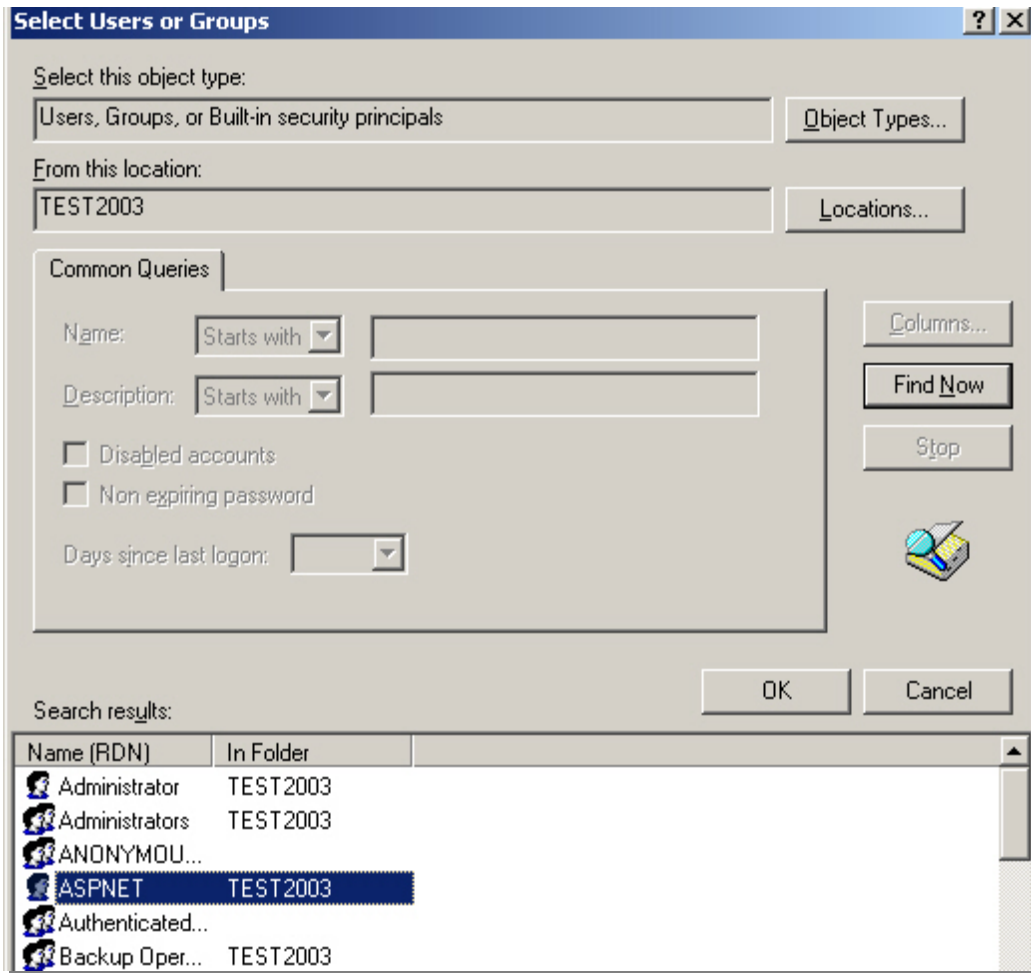 Select Users or Groups
Select this object type:
Users, Groups, or Built-in security principals
Object Types...
From this location:
TEST2003
Locations...
Common Queries
Name: Starts with
Columns...
Description: Starts with
Find Now
Disabled accounts
Stop
Non expiring password
Days since last logon:
OK Cancel
Search results:
Name (RDN) In Folder
Administrator TEST2003
Administrators TEST2003
ANONYMOU...
ASPNET TEST2003
Authenticated...
Backup Oper... TEST2003